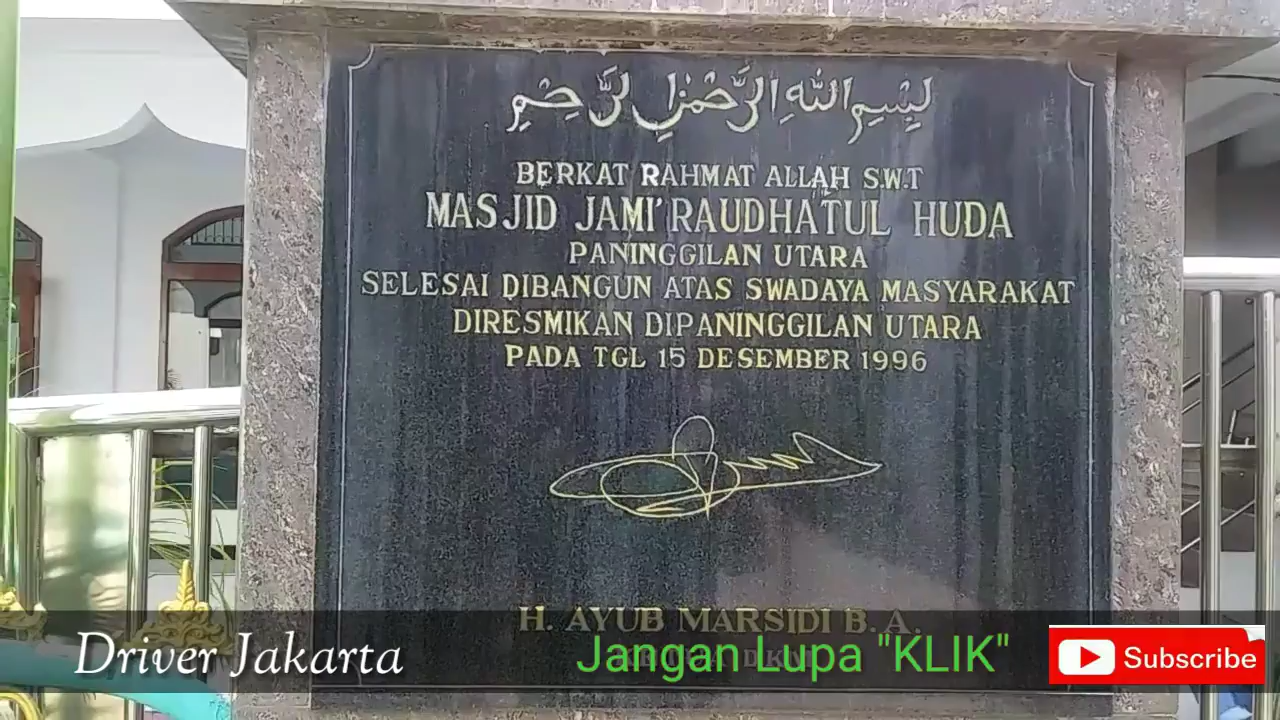 بِسْمِ اللهِ الرَّحْمٰنِ الرَّحِيْمِ
BERKAT RAHMAT ALLAH S.W.T
MASJID JAMI' RAUDHATUL HUDA
PANINGGILAN UTARA
SELESAI DIBANGUN ATAS SWADAYA MASYARAKAT
DIRESMIKAN DIPANINGGILAN UTARA
PADA TGL 15 DESEMBER 1996
H. AYUB MARSIDI B.A.
Driver Jakarta
Jangan Lupa "KLIK"
Subscribe